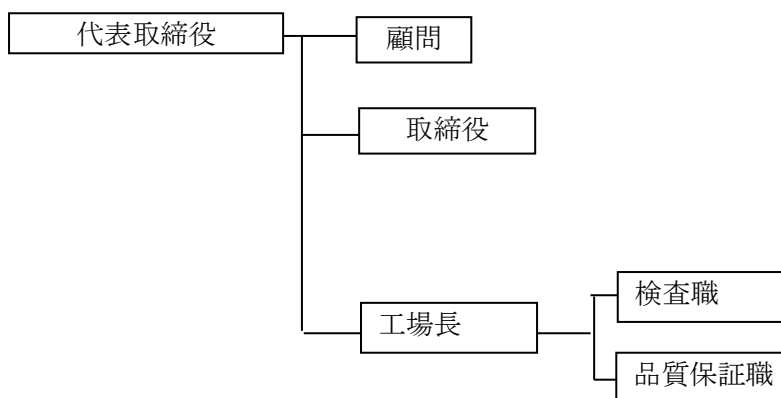 代表取締役
顧問
取締役
工場長
検査職
品質保証職